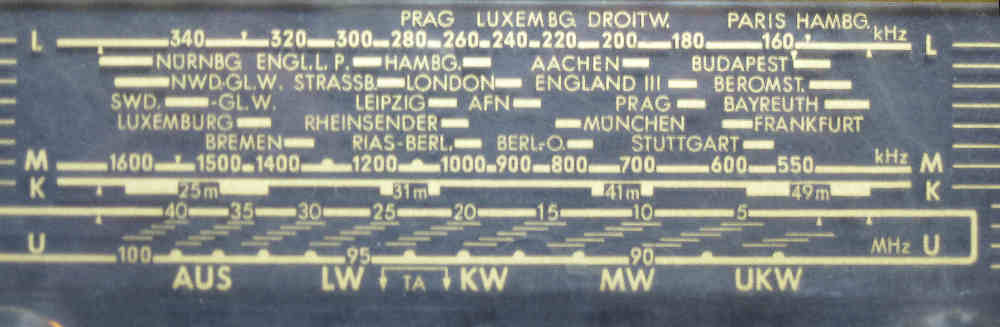 PRAG LUXEMBG DROITW. PARIS HAMBG.
L 340 320 300 280 260 240 220 200 180 160 kHz L
NÜRNBG ENGL.L.P. HAMBG. AACHEN BUDAPEST
NWD.GL.W. STRASSB. LONDON ENGLAND III BEROMST.
SWD. -GL.W. LEIPZIG AFN PRAG BAYREUTH
LUXEMBURG RHEINSENDER MÜNCHEN FRANKFURT
BREMEN RIAS-BERL. BERL.-O. STUTTGART
M 1600 1500 1400 1200 1000 900 800 700 600 550 kHz M
K 25m 31m 41m 49m K
40 35 30 25 20 15 10 5
U 100 95 90 MHz U
AUS LW TA KW MW UKW